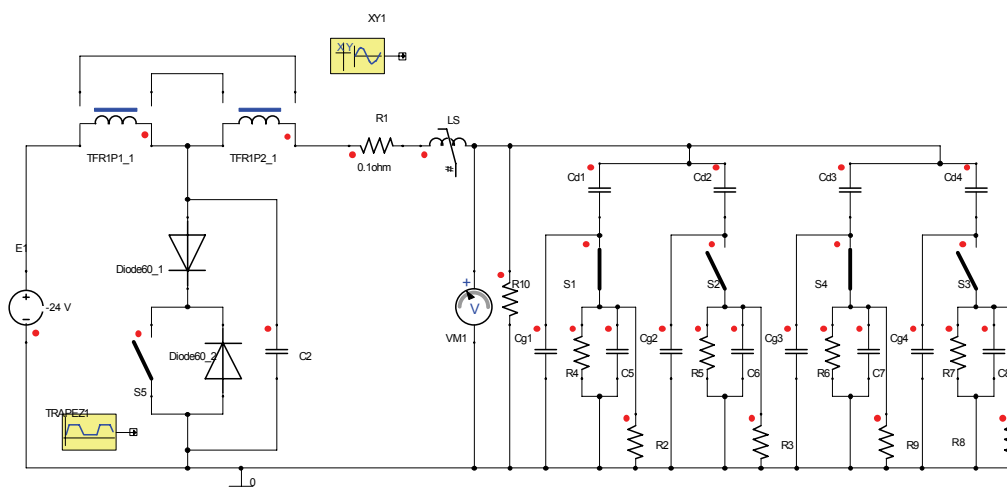 XY1
X Y
TFR1P1_1
TFR1P2_1
R1
0.1ohm
LS
#
Cd1
Cd2
Cd3
Cd4
E1
+
-24 V
Diode60_1
Diode60_2
S5
C2
TRAPEZ1
0
+
V
VM1
R10
S1
S2
S4
S3
Cg1
R4
C5
Cg2
R5
C6
Cg3
R6
C7
Cg4
R7
C8
R2
R3
R9
R8